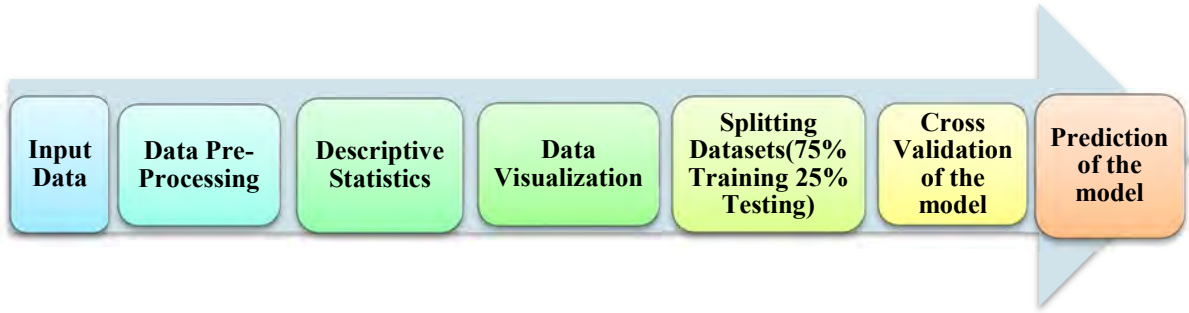 Input
Data
Data Pre-
Processing
Descriptive
Statistics
Data
Visualization
Splitting
Datasets(75%
Training 25%
Testing)
Cross
Validation
of the
model
Prediction
of the
model